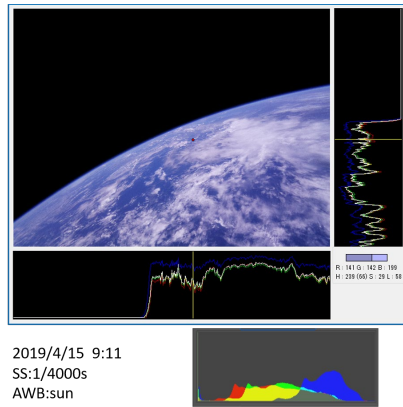 R : 141 G : 142 B : 199
H : 239 (66) S : 29 L : 58
2019/4/15 9:11
SS:1/4000s
AWB:sun